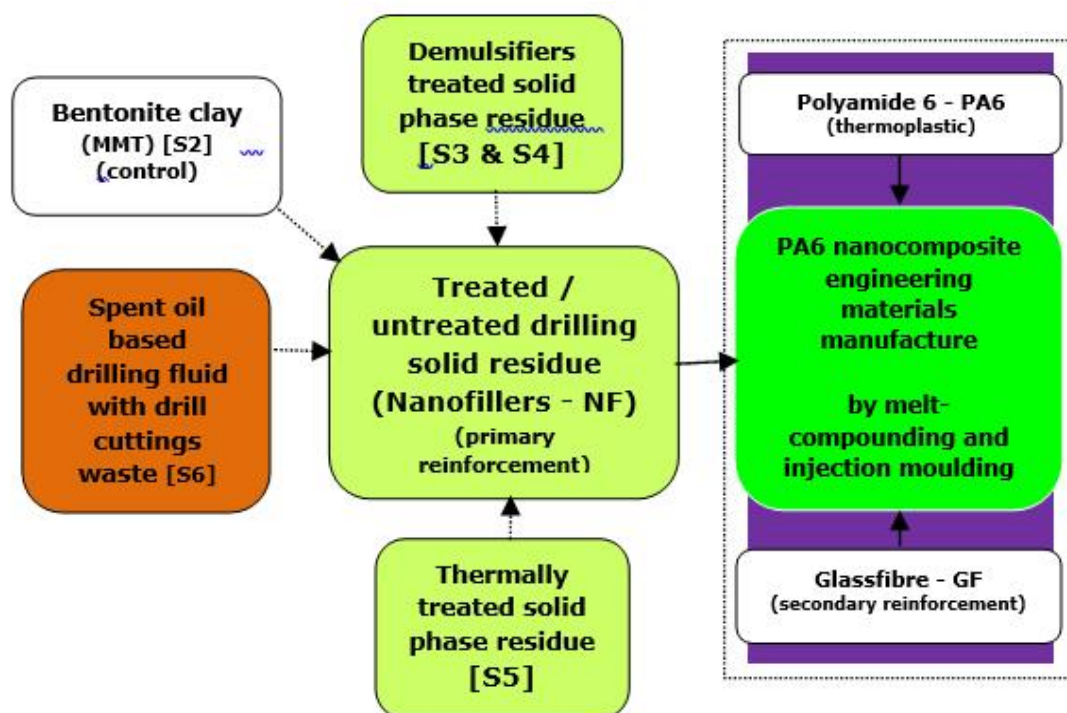 Bentonite clay
(MMT) [S2]
(control)
Demulsifiers
treated solid
phase residue
[S3 & S4]
Spent oil
based
drilling fluid
with drill
cuttings
waste [S6]
Treated /
untreated drilling
solid residue
(Nanofillers - NF)
(primary
reinforcement)
Thermally
treated solid
phase residue
[S5]
Polyamide 6 - PA6
(thermoplastic)
PA6 nanocomposite
engineering
materials
manufacture
by melt-
compounding and
injection moulding
Glassfibre - GF
(secondary reinforcement)